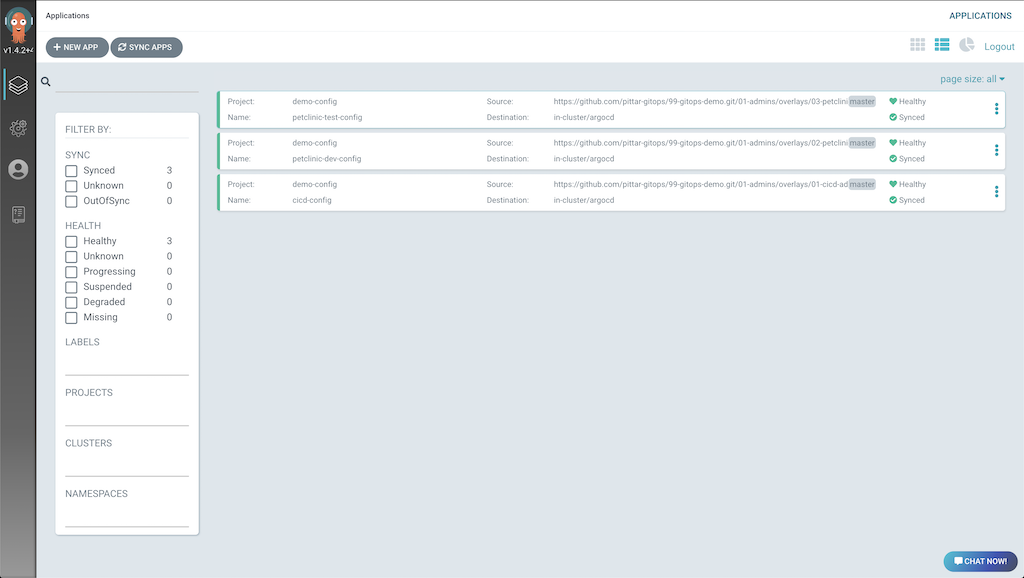 Applications
APPLICATIONS
v1.4.2+4
NEW APP
SYNC APPS
Logout
page size: all
FILTER BY:
SYNC
Synced 3
Unknown 0
OutOfSync 0
HEALTH
Healthy 3
Unknown 0
Progressing 0
Suspended 0
Degraded 0
Missing 0
LABELS
PROJECTS
CLUSTERS
NAMESPACES
Project: demo-config Source: https://github.com/pittar-gitops/99-gitops-demo.git/01-admins/overlays/03-petclini master Healthy
Name: petclinic-test-config Destination: in-cluster/argocd Synced
Project: demo-config Source: https://github.com/pittar-gitops/99-gitops-demo.git/01-admins/overlays/02-petclini master Healthy
Name: petclinic-dev-config Destination: in-cluster/argocd Synced
Project: demo-config Source: https://github.com/pittar-gitops/99-gitops-demo.git/01-admins/overlays/01-cicd-ad master Healthy
Name: cicd-config Destination: in-cluster/argocd Synced
CHAT NOW!